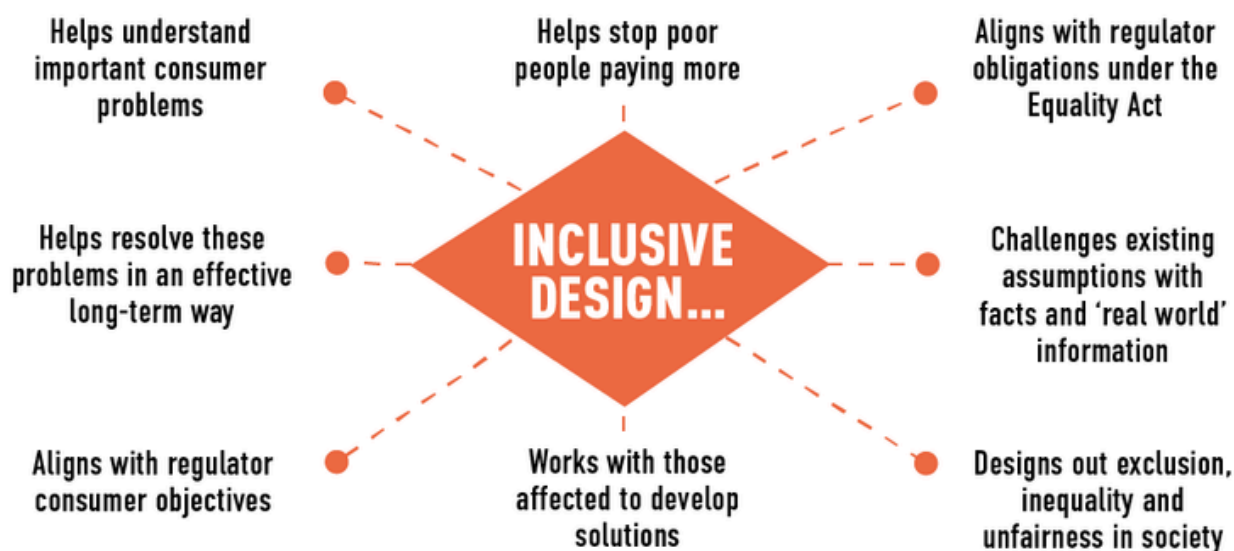 Helps understand
important consumer
problems
Helps stop poor
people paying more
Aligns with regulator
obligations under the
Equality Act
Helps resolve these
problems in an effective
long-term way
INCLUSIVE
DESIGN...
Challenges existing
assumptions with
facts and ‘real world’
information
Aligns with regulator
consumer objectives
Works with those
affected to develop
solutions
Designs out exclusion,
inequality and
unfairness in society